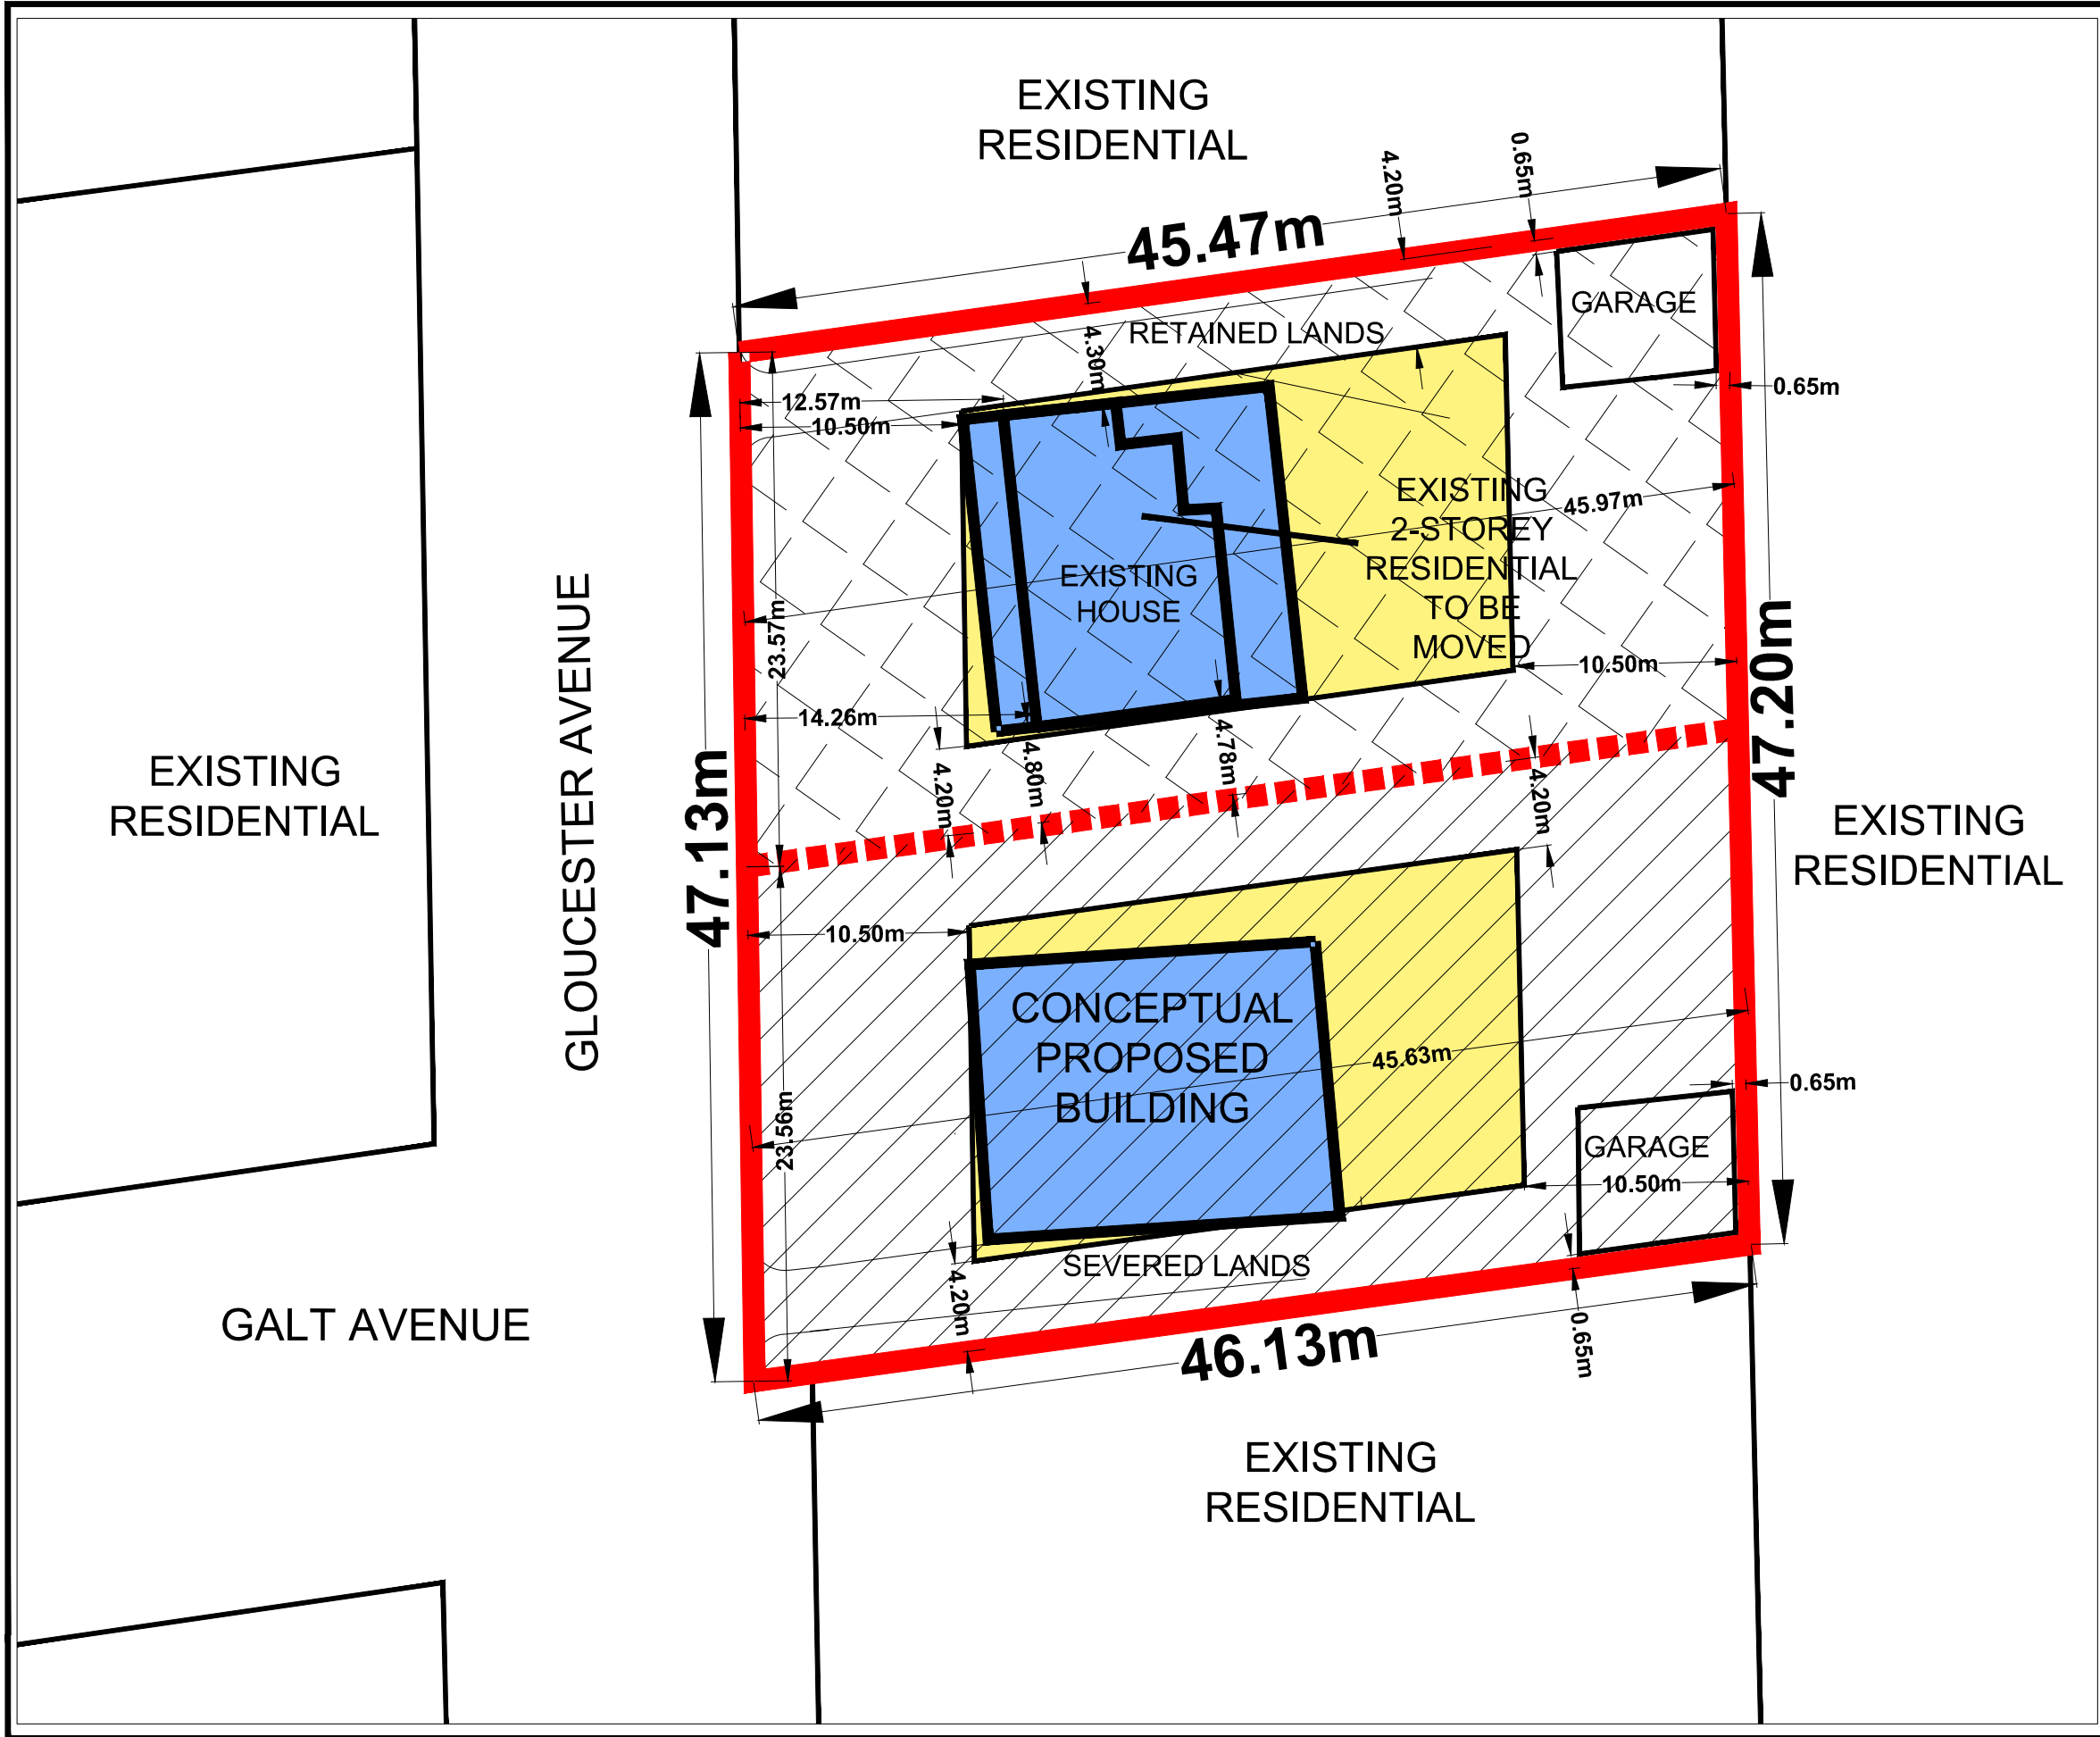 EXISTING
RESIDENTIAL
4.20m
0.65m
45.47m
GARAGE
RETAINED LANDS
4.30m
0.65m
12.57m
10.50m
EXISTING
2-STOREY
RESIDENTIAL
TO BE
MOVED
45.97m
EXISTING
HOUSE
23.57m
10.50m
47.20m
14.26m
4.20m
4.80m
4.78m
4.20m
GLOUCESTER AVENUE
EXISTING
RESIDENTIAL
47.13m
EXISTING
RESIDENTIAL
10.50m
CONCEPTUAL
PROPOSED
BUILDING
45.63m
0.65m
23.56m
GARAGE
10.50m
SEVERED LANDS
4.20m
0.65m
46.13m
GALT AVENUE
EXISTING
RESIDENTIAL